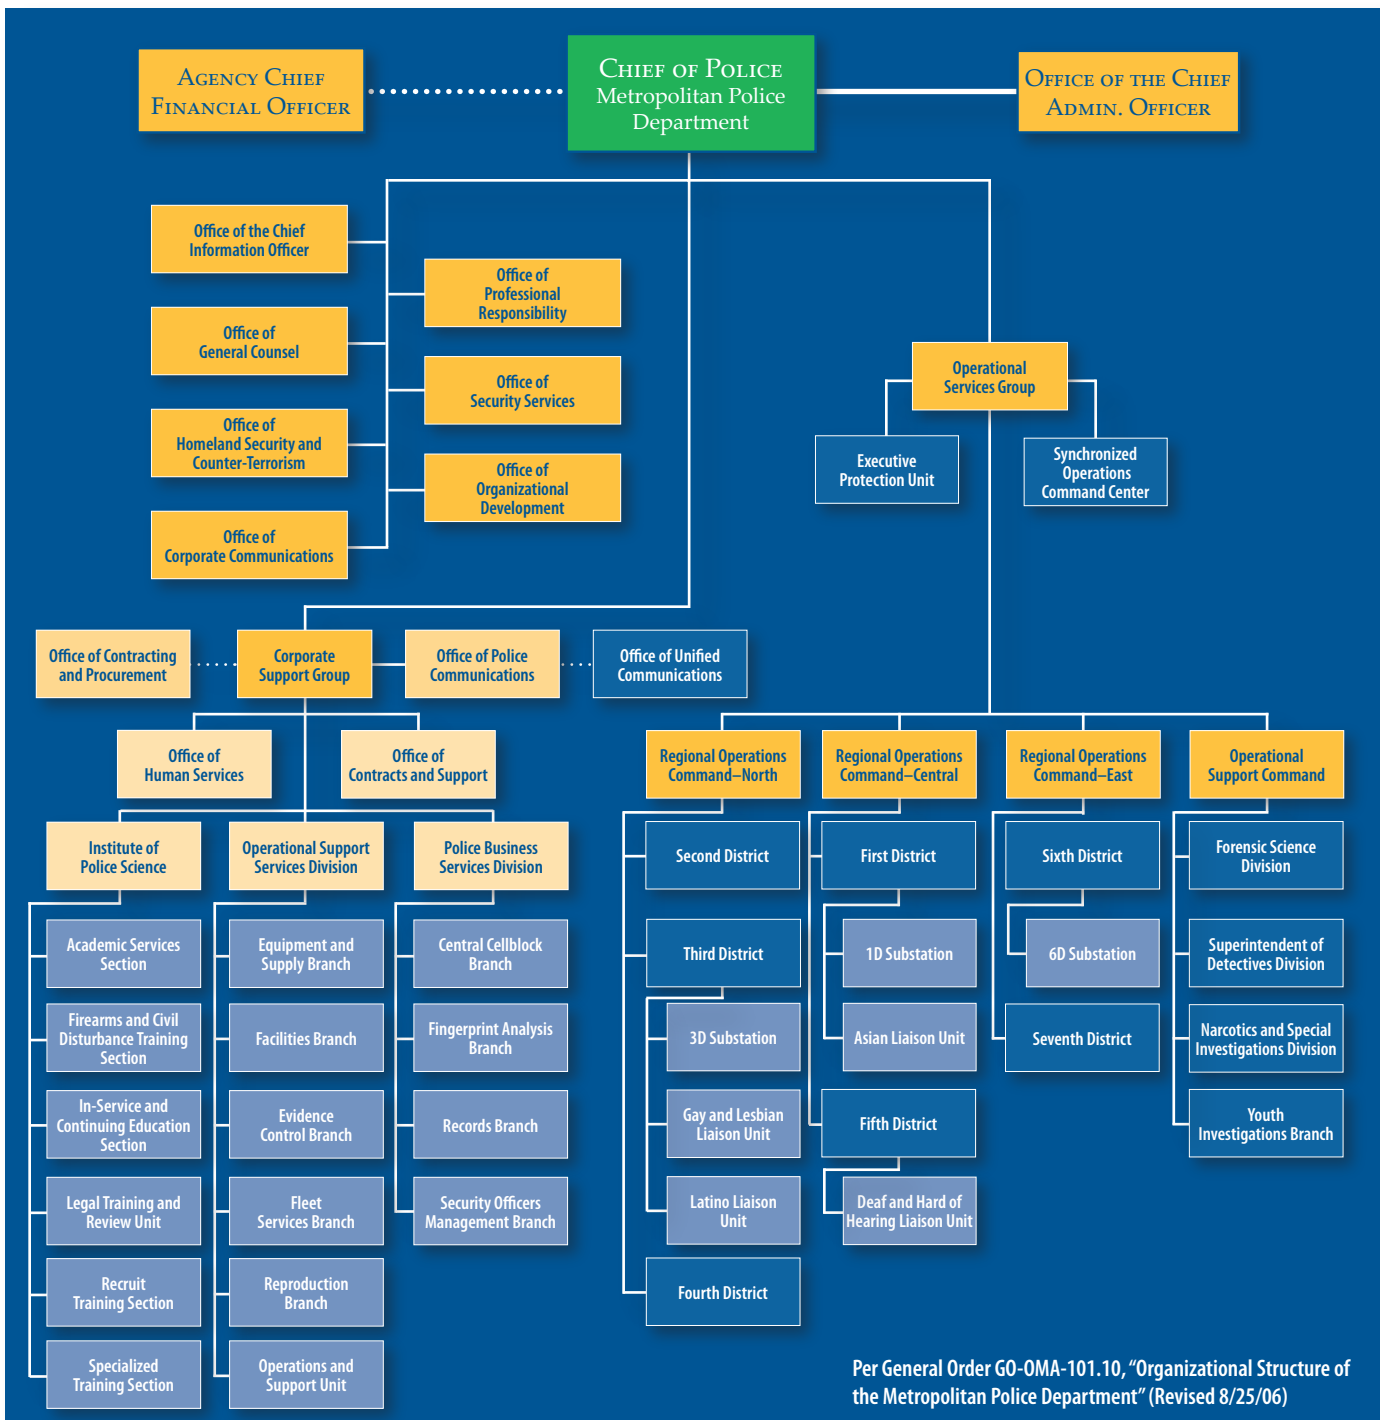 AGENCY CHIEF
FINANCIAL OFFICER
CHIEF OF POLICE
Metropolitan Police
Department
OFFICE OF THE CHIEF
ADMIN. OFFICER
Office of the Chief
Information Officer
Office of
Professional
Responsibility
Office of
General Counsel
Office of
Security Services
Office of
Homeland Security and
Counter-Terrorism
Office of
Organizational
Development
Office of
Corporate Communications
Operational
Services Group
Executive
Protection Unit
Synchronized
Operations
Command Center
Office of Contracting
and Procurement
Corporate
Support Group
Office of Police
Communications
Office of Unified
Communications
Office of
Human Services
Office of
Contracts and Support
Institute of
Police Science
Operational Support
Services Division
Police Business
Services Division
Academic Services
Section
Firearms and Civil
Disturbance Training
Section
In-Service and
Continuing Education
Section
Legal Training and
Review Unit
Recruit
Training Section
Specialized
Training Section
Equipment and
Supply Branch
Facilities Branch
Evidence
Control Branch
Fleet
Services Branch
Reproduction
Branch
Operations and
Support Unit
Central Cellblock
Branch
Fingerprint Analysis
Branch
Records Branch
Security Officers
Management Branch
Regional Operations
Command–North
Second District
Third District
3D Substation
Gay and Lesbian
Liaison Unit
Latino Liaison
Unit
Fourth District
Regional Operations
Command–Central
First District
1D Substation
Asian Liaison Unit
Fifth District
Deaf and Hard of
Hearing Liaison Unit
Regional Operations
Command–East
Sixth District
6D Substation
Seventh District
Operational
Support Command
Forensic Science
Division
Superintendent of
Detectives Division
Narcotics and Special
Investigations Division
Youth
Investigations Branch
Per General Order GO-OMA-101.10, “Organizational Structure of
the Metropolitan Police Department” (Revised 8/25/06)